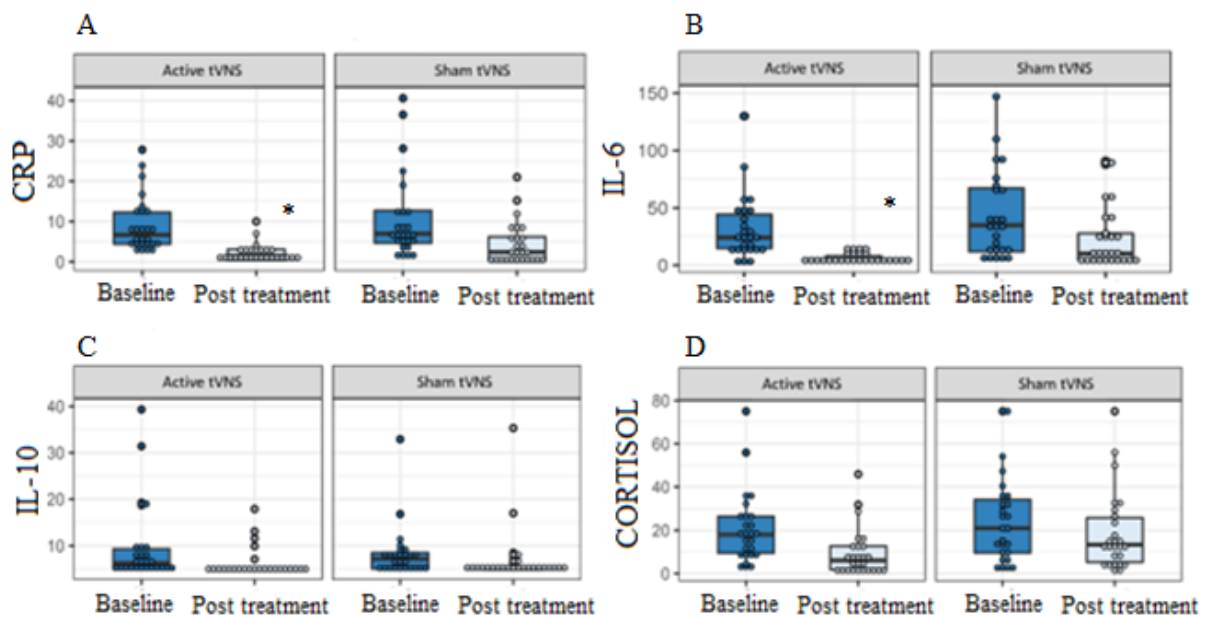 A
B
Active tVNS Sham tVNS
Active tVNS Sham tVNS
CRP
40
30
20
10
0
*
IL-6
150
100
50
0
*
Baseline Post treatment Baseline Post treatment
Baseline Post treatment Baseline Post treatment
C
D
Active tVNS Sham tVNS
Active tVNS Sham tVNS
IL-10
40
30
20
10
CORTISOL
80
60
40
20
0
Baseline Post treatment Baseline Post treatment
Baseline Post treatment Baseline Post treatment